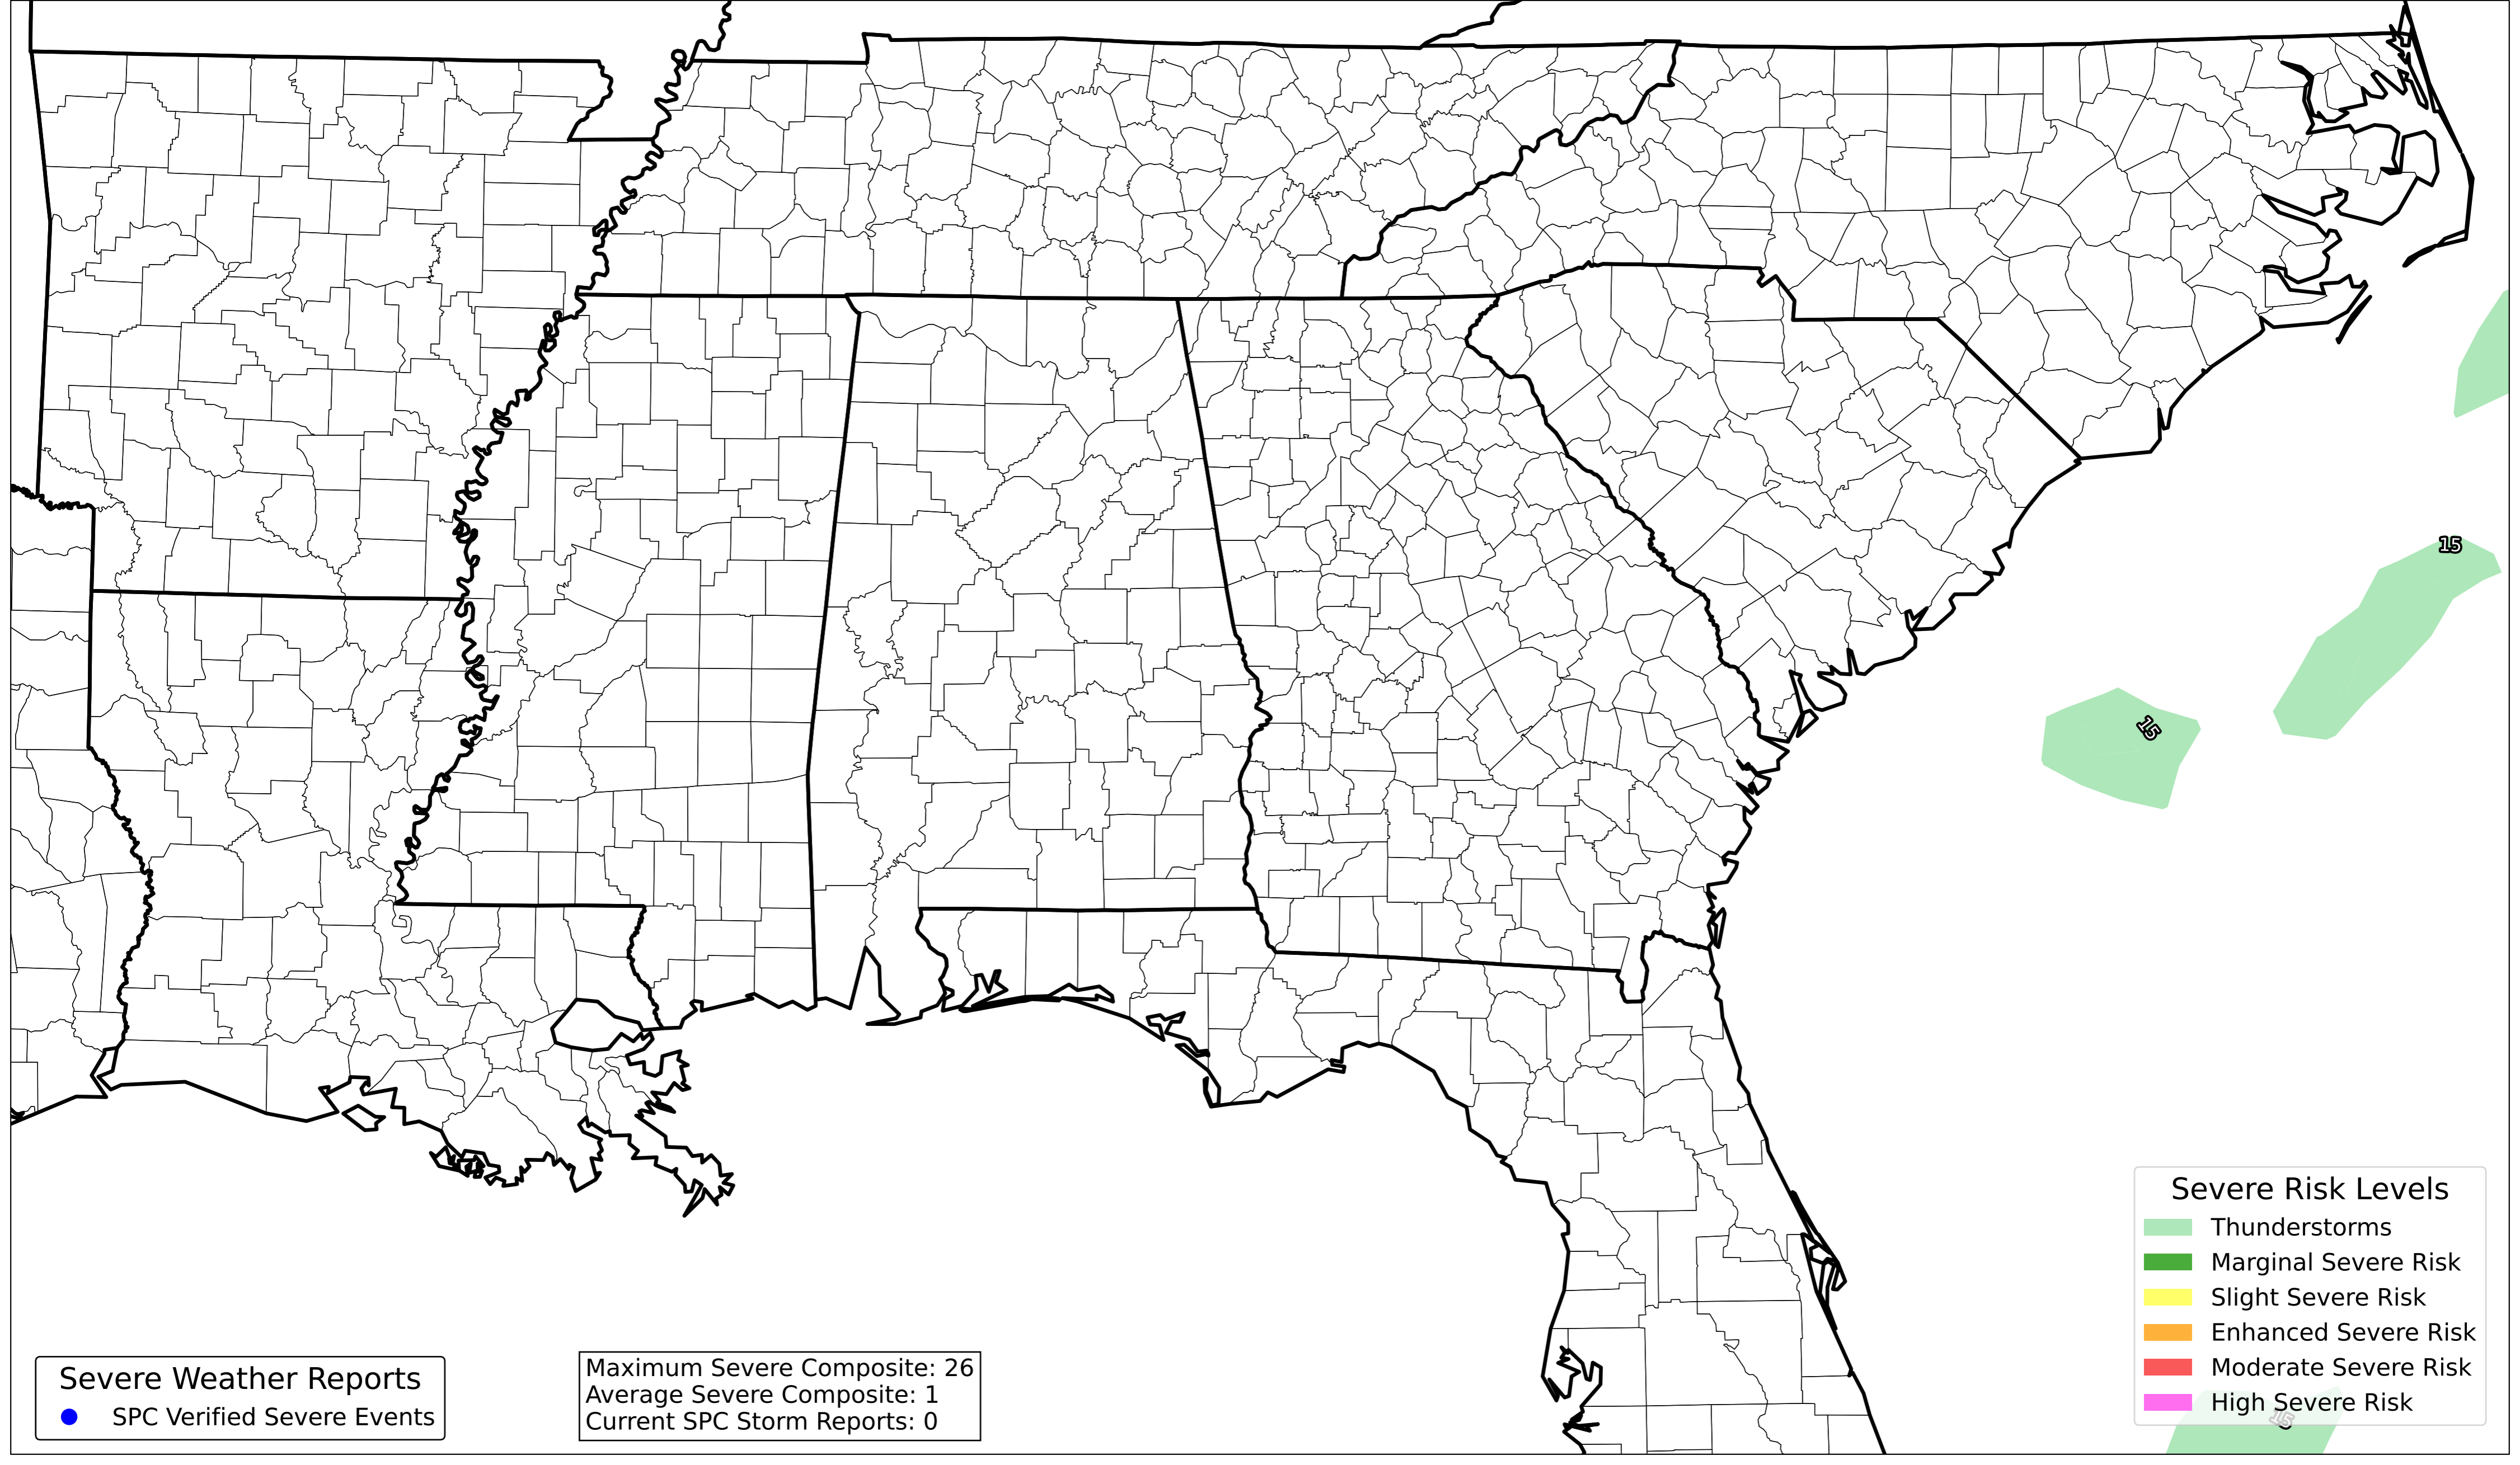 15
15
Severe Risk Levels
Thunderstorms
Marginal Severe Risk
Slight Severe Risk
Enhanced Severe Risk
Moderate Severe Risk
High Severe Risk
15
Severe Weather Reports
SPC Verified Severe Events
Maximum Severe Composite: 26
Average Severe Composite: 1
Current SPC Storm Reports: 0